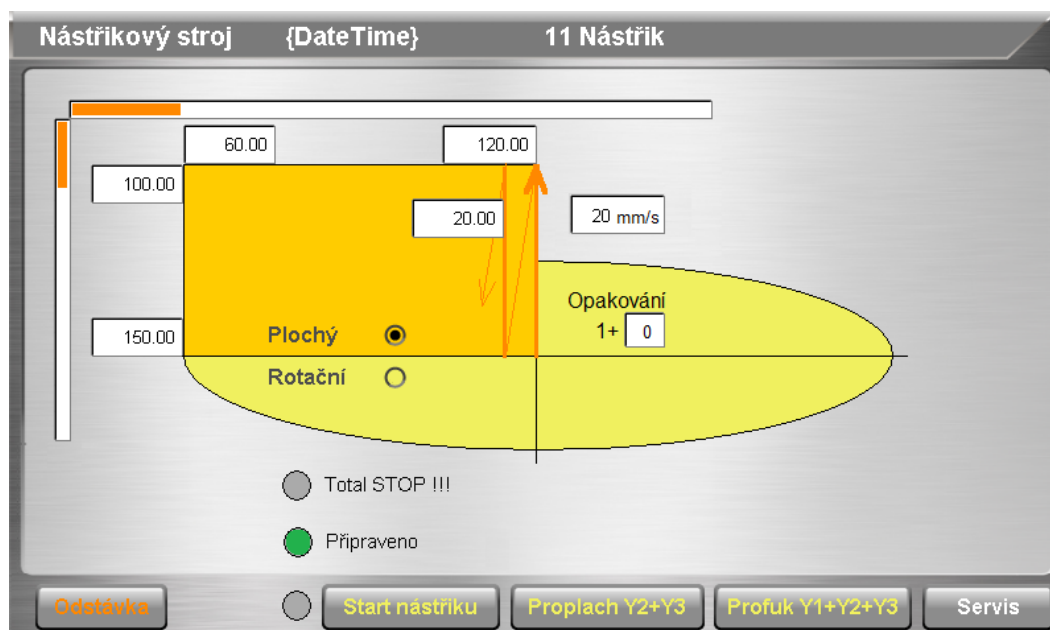 Nástřikový stroj {DateTime} 11 Nástřik
60.00 120.00
100.00
20.00 20 mm/s
Opakování
150.00 Plochý 1+ 0
Rotační
Total STOP !!!
Připraveno
Odstávka Start nástřiku Proplach Y2+Y3 Profuk Y1+Y2+Y3 Servis